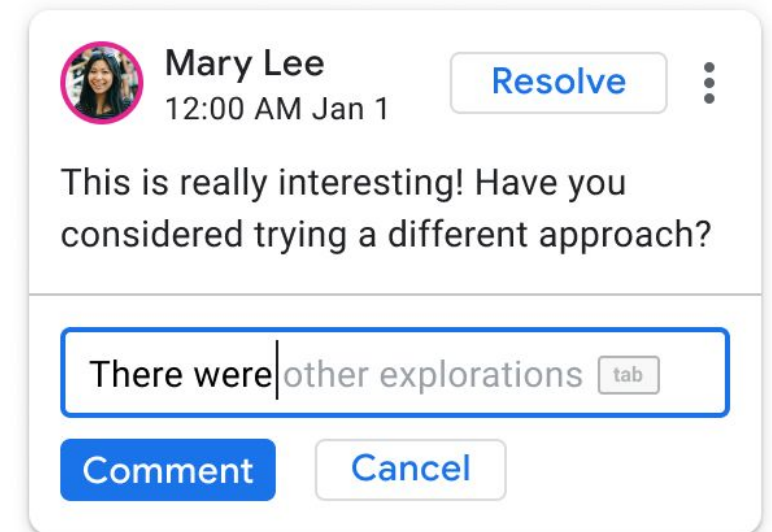 Mary Lee
12:00 AM Jan 1
Resolve
This is really interesting! Have you
considered trying a different approach?
There were other explorations tab
Comment
Cancel